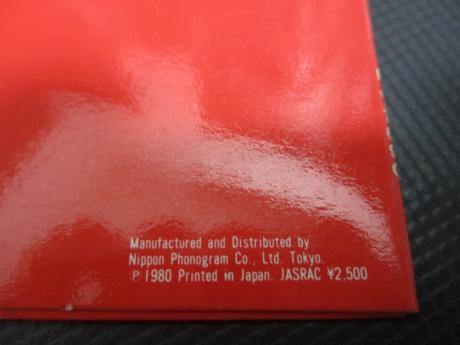 Manufactured and Distributed by
Nippon Phonogram Co., Ltd. Tokyo.
℗1980 Printed in Japan. JASRAC ¥2,500